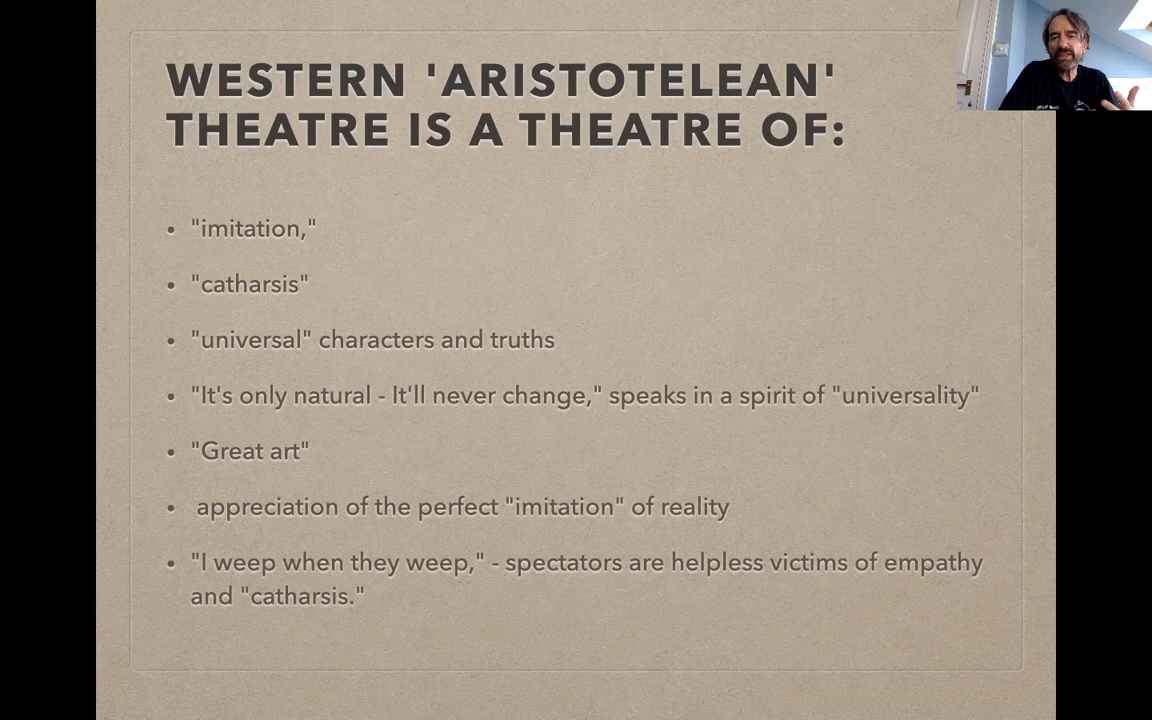 WESTERN 'ARISTOTELEAN'
THEATRE IS A THEATRE OF:
• "imitation,"
• "catharsis"
• "universal" characters and truths
• "It's only natural - It'll never change," speaks in a spirit of "universality"
• "Great art"
• appreciation of the perfect "imitation" of reality
• "I weep when they weep," - spectators are helpless victims of empathy
and "catharsis."